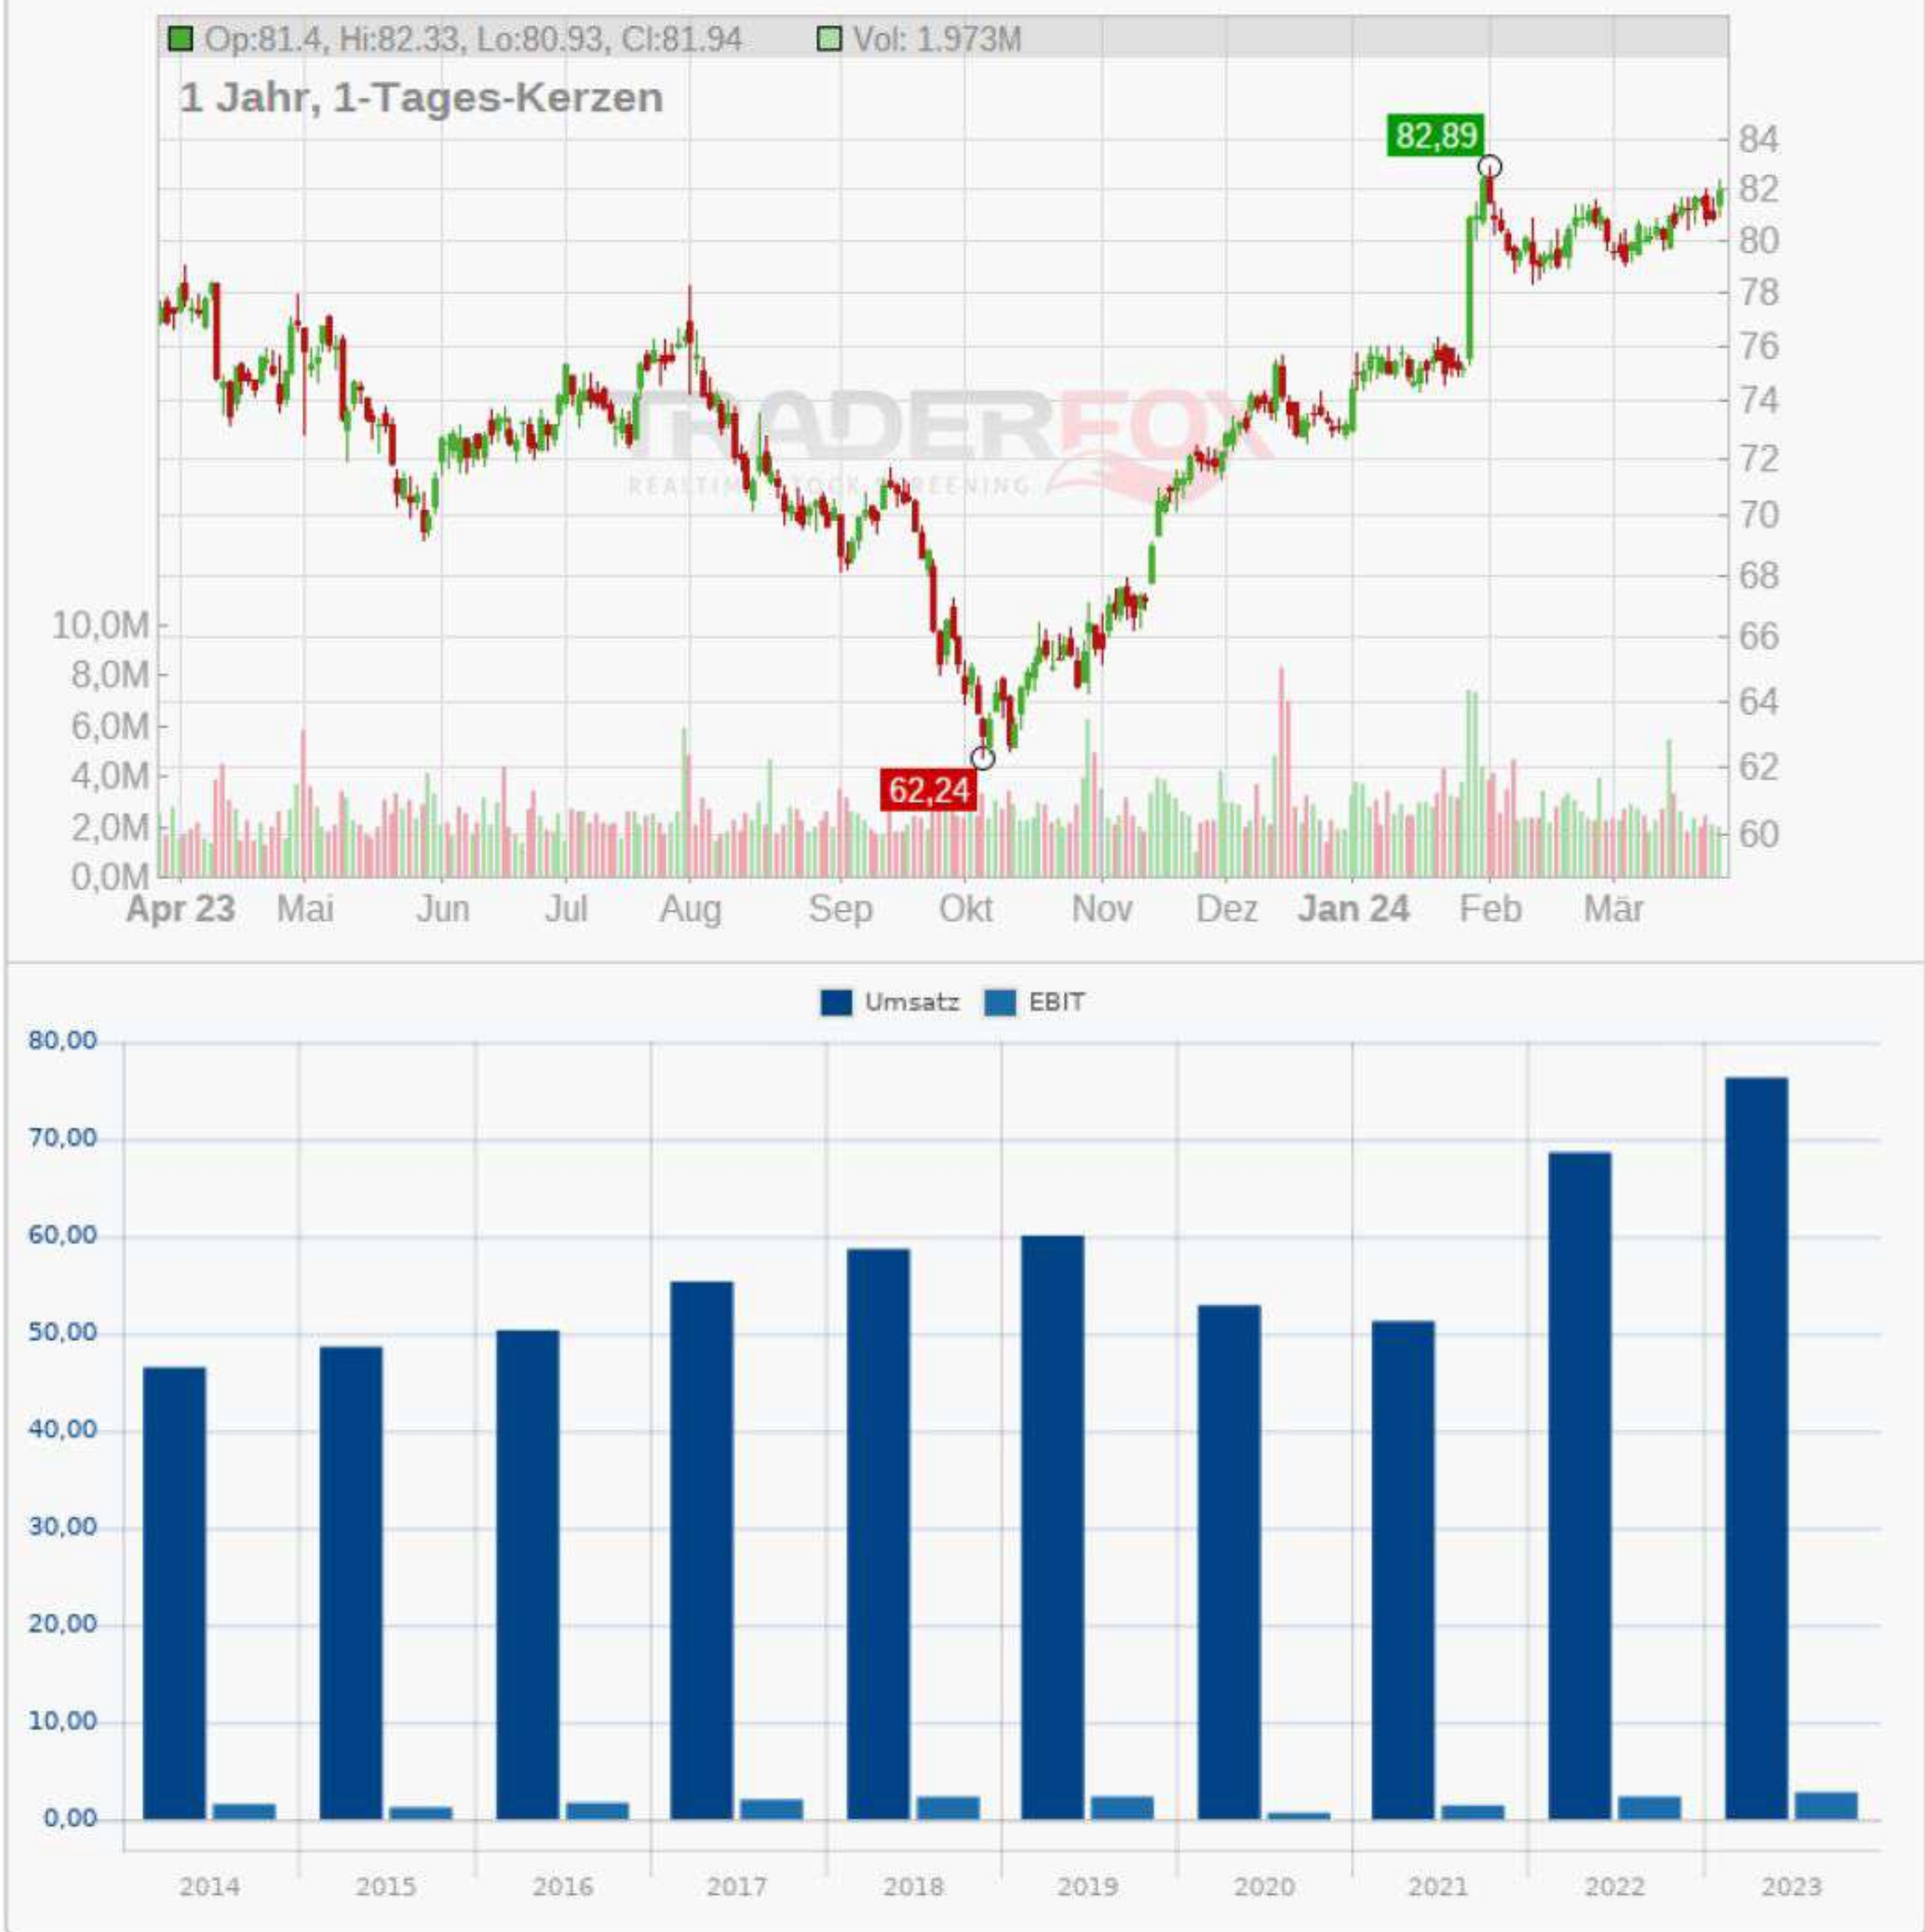 Op:81.4, Hi:82.33, Lo:80.93, Cl:81.94 Vol: 1.973M
1 Jahr, 1-Tages-Kerzen
82,89
84
82
80
78
76
74
72
70
68
66
64
62
60
TRADERFOX
REALTIME STOCK SCREENING
10,0M
8,0M
6,0M
4,0M
2,0M
0,0M
62,24
Apr 23 Mai Jun Jul Aug Sep Okt Nov Dez Jan 24 Feb Mär
Umsatz EBIT
80,00
70,00
60,00
50,00
40,00
30,00
20,00
10,00
0,00
2014 2015 2016 2017 2018 2019 2020 2021 2022 2023